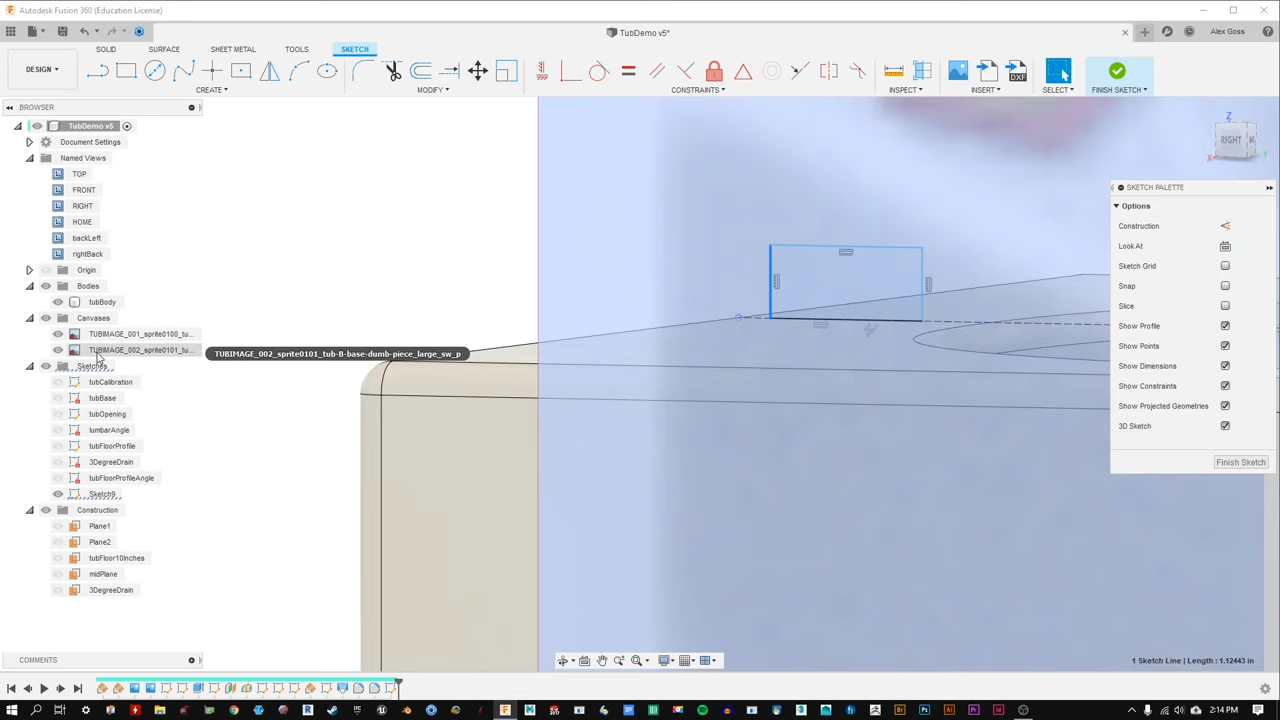 Autodesk Fusion 360 (Education License)
TubDemo v5*
Alex Goss
DESIGN
SOLID SURFACE SHEET METAL TOOLS SKETCH
CREATE MODIFY CONSTRAINTS INSPECT INSERT SELECT FINISH SKETCH
DXF
BROWSER
TubDemo v5
Document Settings
Named Views
TOP
FRONT
RIGHT
HOME
backLeft
rightBack
Origin
Bodies
tubBody
Canvases
TUBIMAGE_001_sprite0100_tu...
TUBIMAGE_002_sprite0101_tu...
TUBIMAGE_002_sprite0101_tub-B-base-dumb-piece_large_sw_p
Sketches
tubCalibration
tubBase
tubOpening
lumbarAngle
tubFloorProfile
3DegreeDrain
tubFloorProfileAngle
Sketch9
Construction
Plane1
Plane2
tubFloor10Inches
midPlane
3DegreeDrain
Z
RIGHT
X
Y
SKETCH PALETTE
Options
Construction
Look At
Sketch Grid
Snap
Slice
Show Profile
Show Points
Show Dimensions
Show Constraints
Show Projected Geometries
3D Sketch
Finish Sketch
COMMENTS
1 Sketch Line | Length : 1.12443 in
2:14 PM